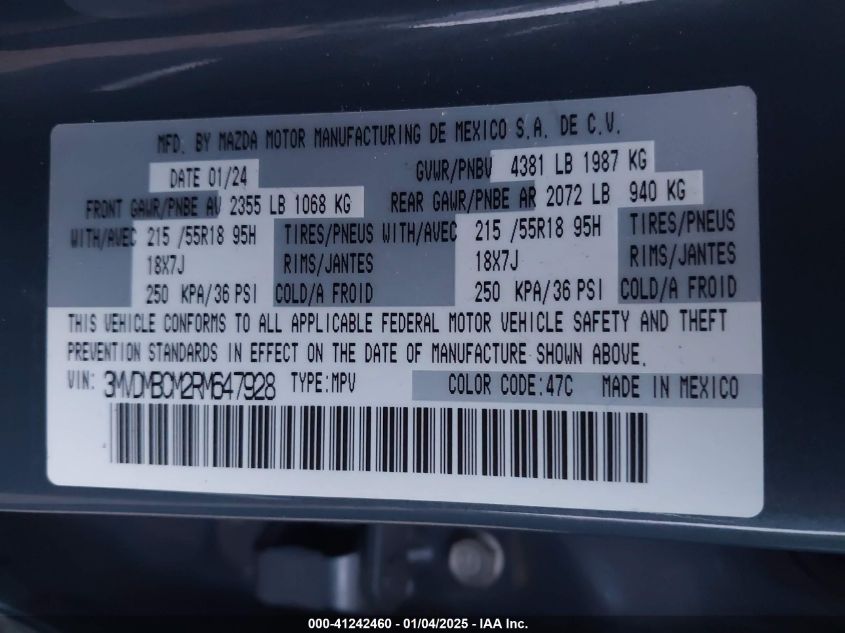 MFD. BY MAZDA MOTOR MANUFACTURING DE MEXICO S.A. DE C.V.
DATE 01/24 GVWR/PNBV 4381 LB 1987 KG
FRONT GAWR/PNBE AV 2355 LB 1068 KG REAR GAWR/PNBE AR 2072 LB 940 KG
WITH/AVEC 215 /55R18 95H TIRES/PNEUS WITH/AVEC 215 /55R18 95H TIRES/PNEUS
18X7J RIMS/JANTES 18X7J RIMS/JANTES
250 KPA/36 PSI COLD/A FROID 250 KPA/36 PSI COLD/A FROID
THIS VEHICLE CONFORMS TO ALL APPLICABLE FEDERAL MOTOR VEHICLE SAFETY AND THEFT
PREVENTION STANDARDS IN EFFECT ON THE DATE OF MANUFACTURE SHOWN ABOVE.
VIN: 3MVDMBCM2RM647928 TYPE:MPV COLOR CODE:47C MADE IN MEXICO
000-41242460 - 01/04/2025 - IAA Inc.